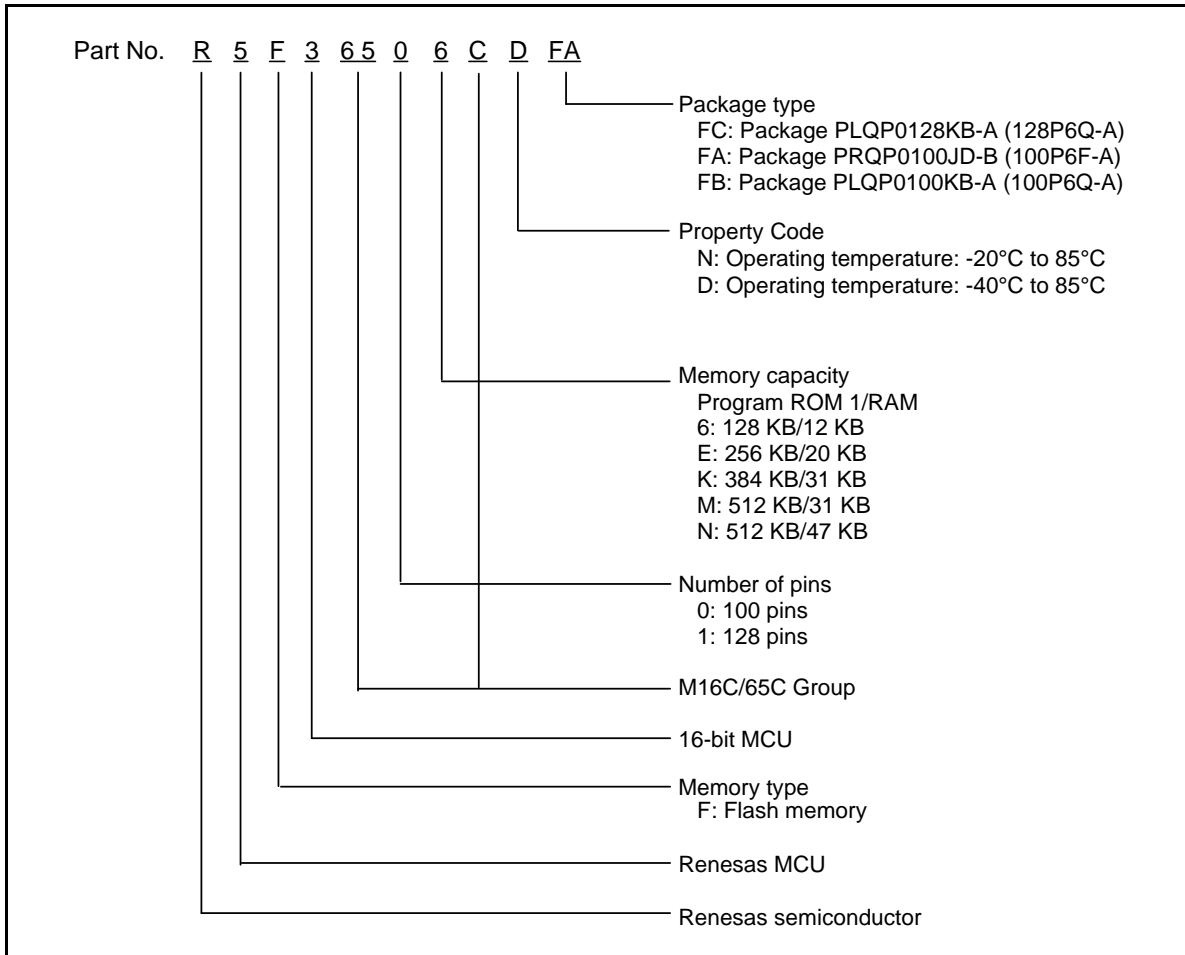 Part No. R 5 F 3 65 0 6 C D FA
Package type
FC: Package PLQP0128KB-A (128P6Q-A)
FA: Package PRQP0100JD-B (100P6F-A)
FB: Package PLQP0100KB-A (100P6Q-A)
Property Code
N: Operating temperature: -20°C to 85°C
D: Operating temperature: -40°C to 85°C
Memory capacity
Program ROM 1/RAM
6: 128 KB/12 KB
E: 256 KB/20 KB
K: 384 KB/31 KB
M: 512 KB/31 KB
N: 512 KB/47 KB
Number of pins
0: 100 pins
1: 128 pins
M16C/65C Group
16-bit MCU
Memory type
F: Flash memory
Renesas MCU
Renesas semiconductor